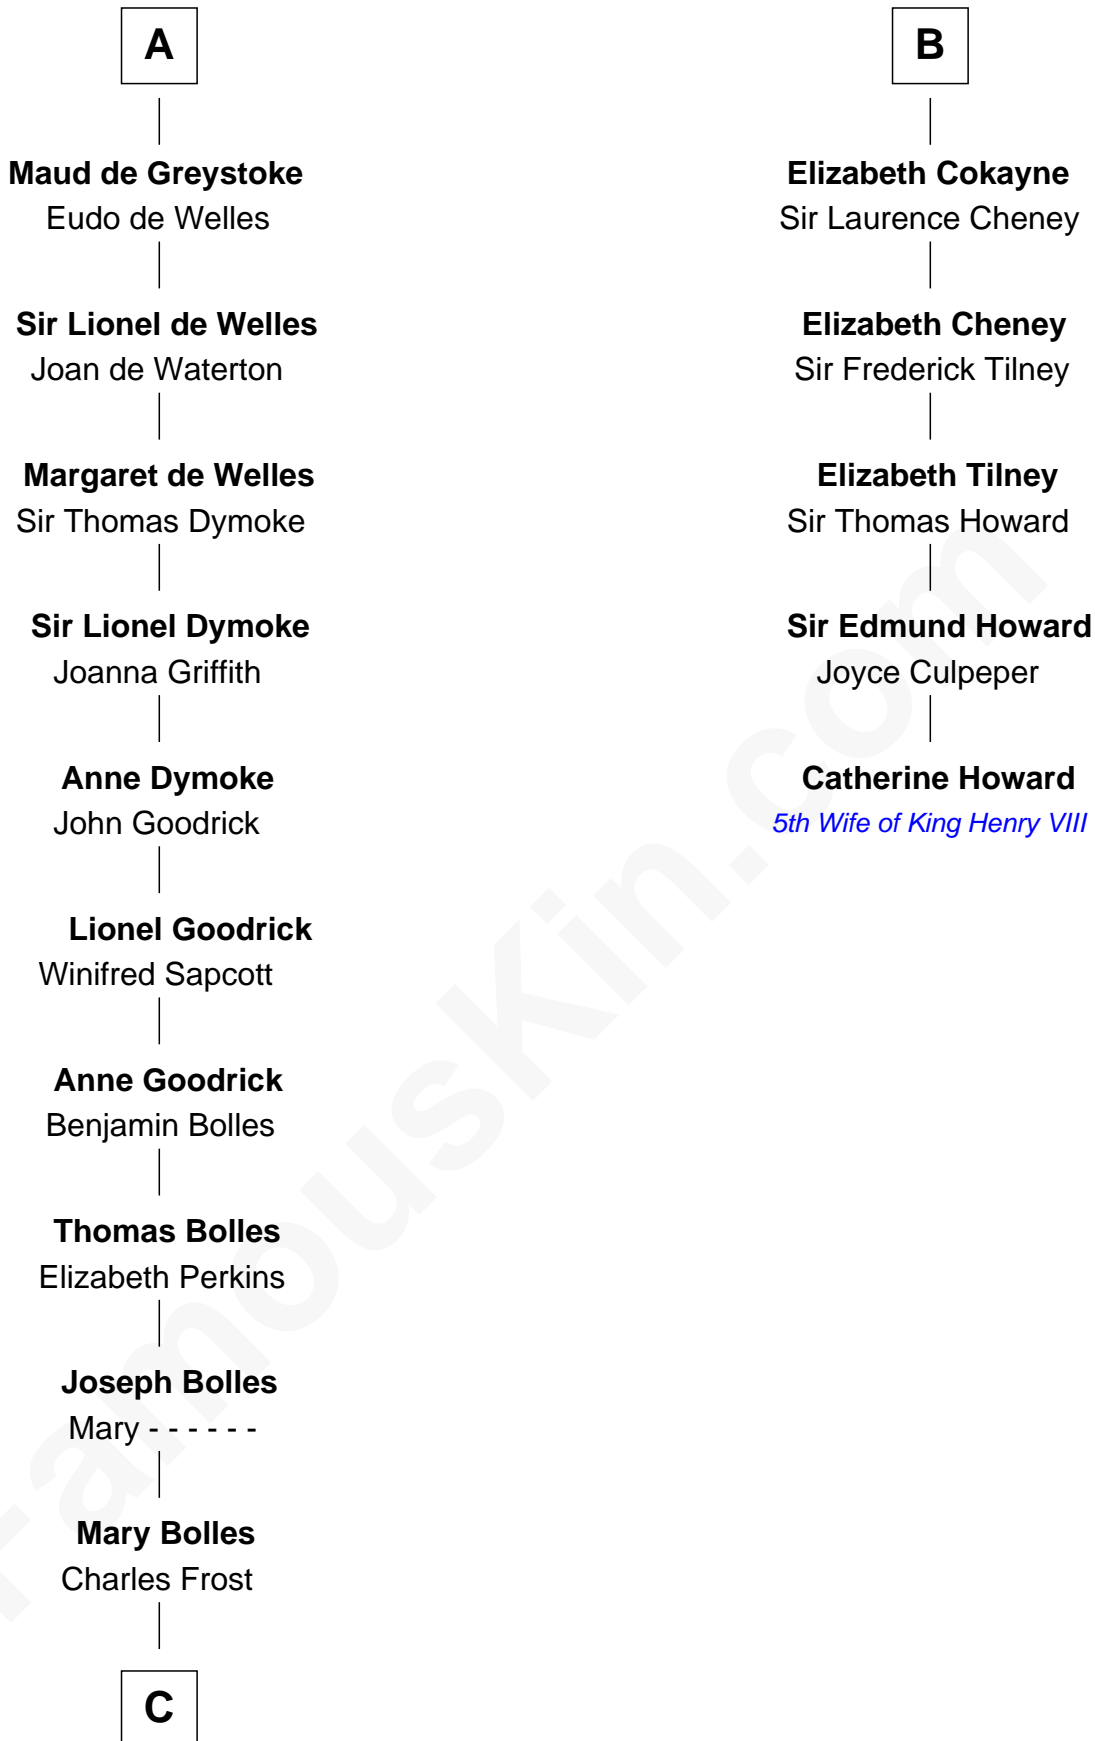 A
Maud de Greystoke
Eudo de Welles
Sir Lionel de Welles
Joan de Waterton
Margaret de Welles
Sir Thomas Dymoke
Sir Lionel Dymoke
Joanna Griffith
Anne Dymoke
John Goodrick
Lionel Goodrick
Winifred Sapcott
Anne Goodrick
Benjamin Bolles
Thomas Bolles
Elizabeth Perkins
Joseph Bolles
Mary - - - - - -
Mary Bolles
Charles Frost
C
B
Elizabeth Cokayne
Sir Laurence Cheney
Elizabeth Cheney
Sir Frederick Tilney
Elizabeth Tilney
Sir Thomas Howard
Sir Edmund Howard
Joyce Culpeper
Catherine Howard
5th Wife of King Henry VIII
FamousKin.com